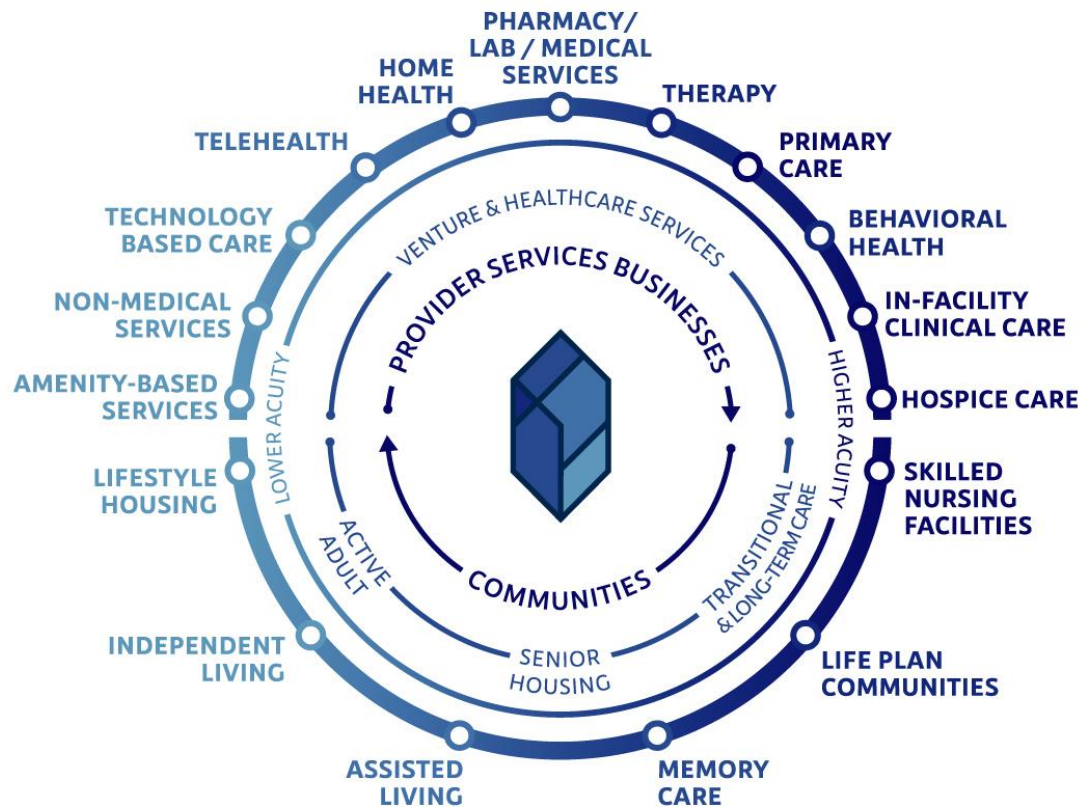 PHARMACY/
LAB / MEDICAL
SERVICES
HOME
HEALTH
THERAPY
TELEHEALTH
PRIMARY
CARE
TECHNOLOGY
BASED CARE
BEHAVIORAL
HEALTH
NON-MEDICAL
SERVICES
IN-FACILITY
CLINICAL CARE
AMENITY-BASED
SERVICES
HOSPICE CARE
LIFESTYLE
HOUSING
SKILLED
NURSING
FACILITIES
INDEPENDENT
LIVING
LIFE PLAN
COMMUNITIES
ASSISTED
LIVING
MEMORY
CARE
LOWER ACUITY
HIGHER ACUITY
VENTURE & HEALTHCARE SERVICES
PROVIDER SERVICES BUSINESSES
COMMUNITIES
ACTIVE
ADULT
SENIOR
HOUSING
TRANSITIONAL
& LONG-TERM CARE